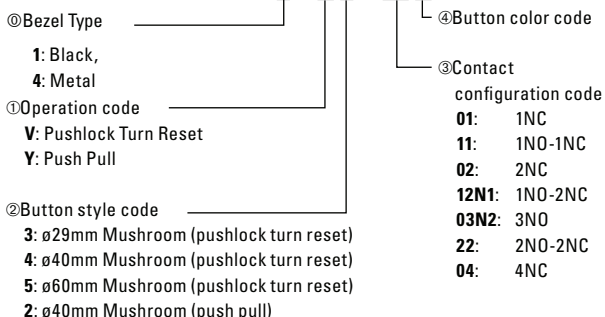 ⓪Bezel Type
1: Black,
4: Metal
①Operation code
V: Pushlock Turn Reset
Y: Push Pull
②Button style code
3: ø29mm Mushroom (pushlock turn reset)
4: ø40mm Mushroom (pushlock turn reset)
5: ø60mm Mushroom (pushlock turn reset)
2: ø40mm Mushroom (push pull)
④Button color code
③Contact
configuration code
01: 1NC
11: 1NO-1NC
02: 2NC
12N1: 1NO-2NC
03N2: 3NO
22: 2NO-2NC
04: 4NC